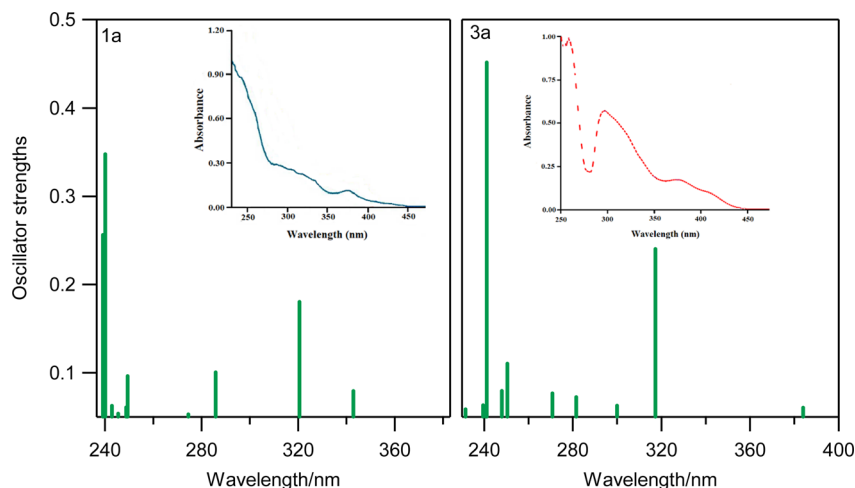 0.5
0.4
0.3
0.2
0.1
Oscillator strengths
1a
1.20
0.90
0.60
0.30
0.00
Absorbance
250 300 350 400 450
Wavelength (nm)
240 280 320 360
Wavelength/nm
3a
1.00
0.75
0.50
0.25
0.00
Absorbance
250 300 350 400 450
Wavelength (nm)
240 280 320 360 400
Wavelength/nm